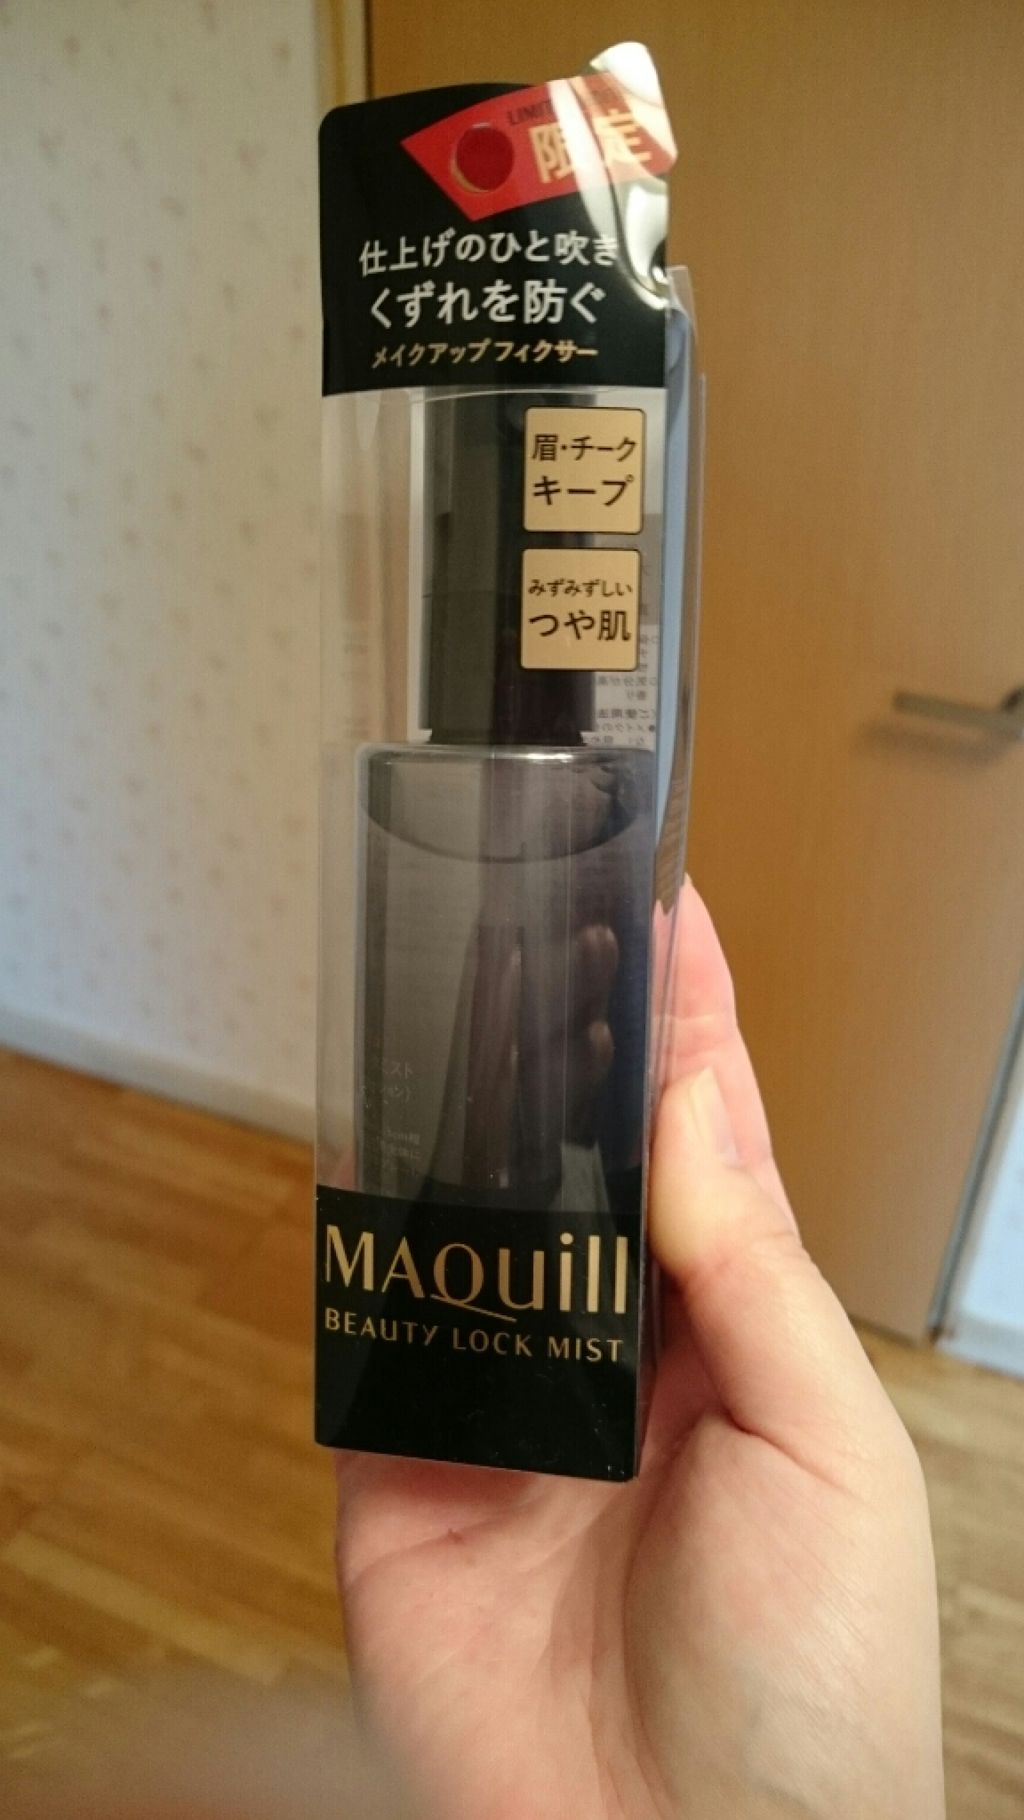 限定
仕上げのひと吹き
くずれを防ぐ
メイクアップフィクサー
眉・チーク
キープ
みずみずしい
つや肌
MAQuill
BEAUTY LOCK MIST